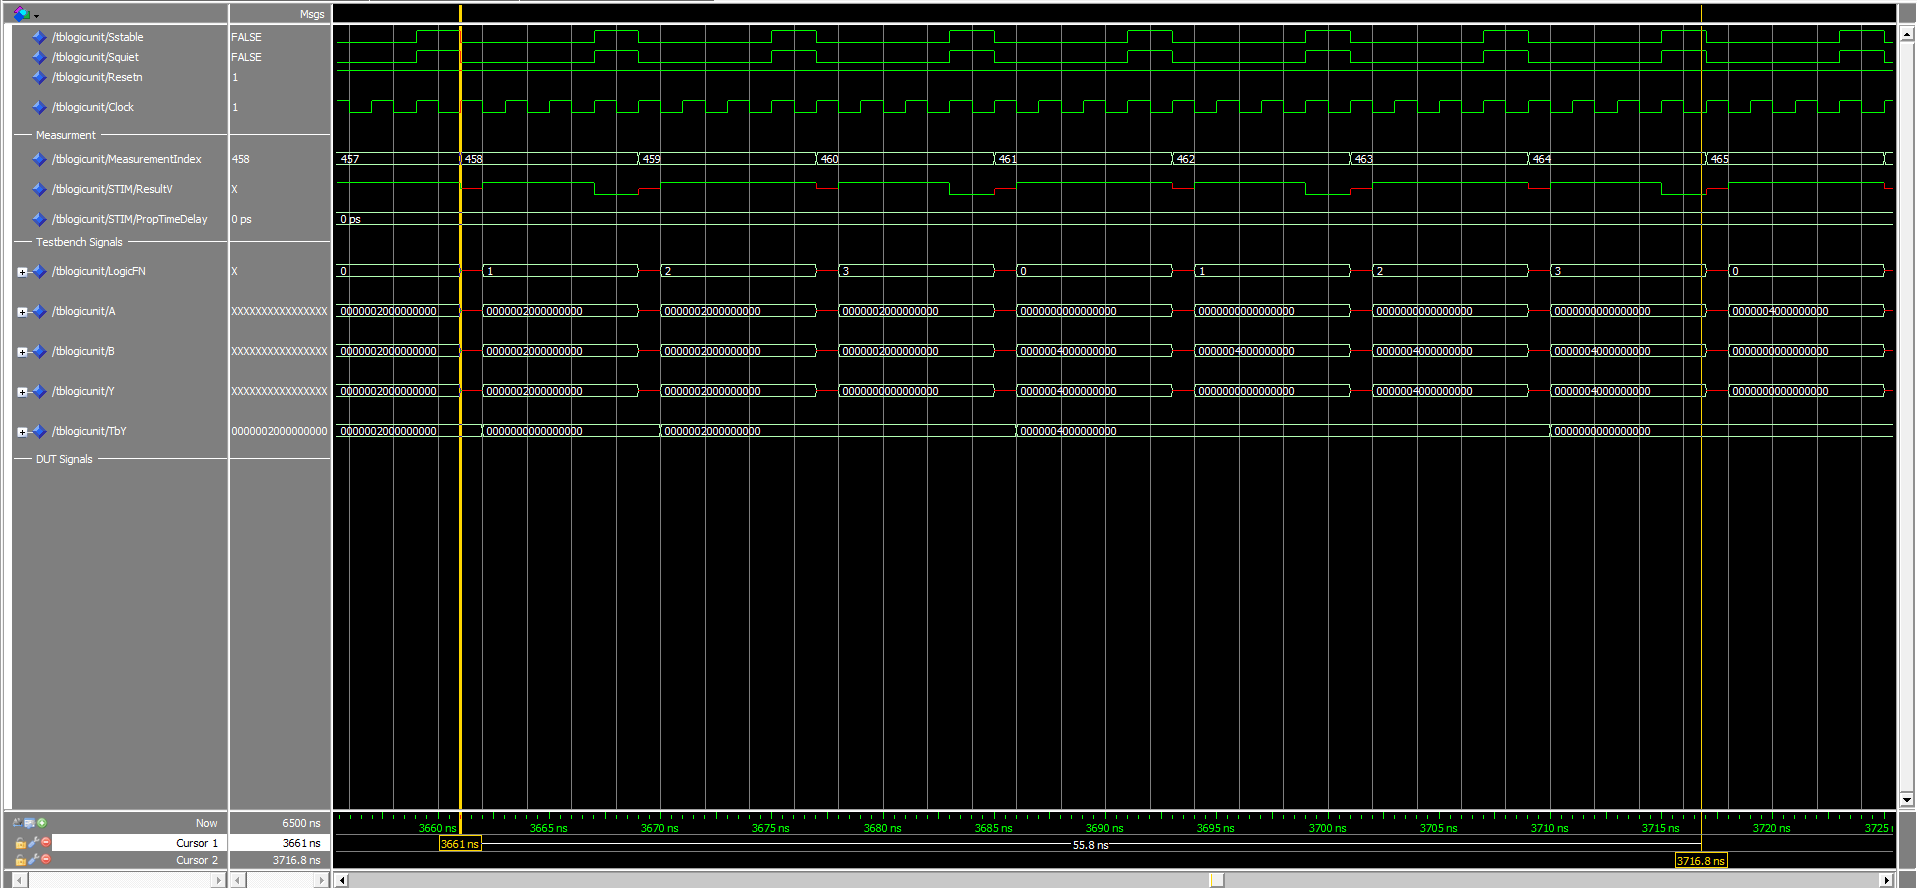 Msgs
/tblogicunit/Sstable FALSE
/tblogicunit/Squiet FALSE
/tblogicunit/Resetn 1
/tblogicunit/Clock 1
Measurment
/tblogicunit/MeasurementIndex 458 457 458 459 460 461 462 463 464 465
/tblogicunit/STIM/ResultV X
/tblogicunit/STIM/PropTimeDelay 0 ps 0 ps
Testbench Signals
/tblogicunit/LogicFN X 0 1 2 3 0 1 2 3 0
/tblogicunit/A XXXXXXXXXXXXXXXX 0000002000000000 0000002000000000 0000002000000000 0000002000000000 0000000000000000 0000000000000000 0000000000000000 0000000000000000 0000004000000000
/tblogicunit/B XXXXXXXXXXXXXXXX 0000002000000000 0000002000000000 0000002000000000 0000002000000000 0000004000000000 0000004000000000 0000004000000000 0000004000000000 0000000000000000
/tblogicunit/Y XXXXXXXXXXXXXXXX 0000002000000000 0000002000000000 0000002000000000 0000000000000000 0000004000000000 0000000000000000 0000004000000000 0000004000000000 0000000000000000
/tblogicunit/TbY 0000002000000000 0000002000000000 0000000000000000 0000002000000000 0000004000000000 0000000000000000
DUT Signals
Now 6500 ns 3660 ns 3665 ns 3670 ns 3675 ns 3680 ns 3685 ns 3690 ns 3695 ns 3700 ns 3705 ns 3710 ns 3715 ns 3720 ns 3725
Cursor 1 3661 ns 3661 ns 55.8 ns
Cursor 2 3716.8 ns 3716.8 ns